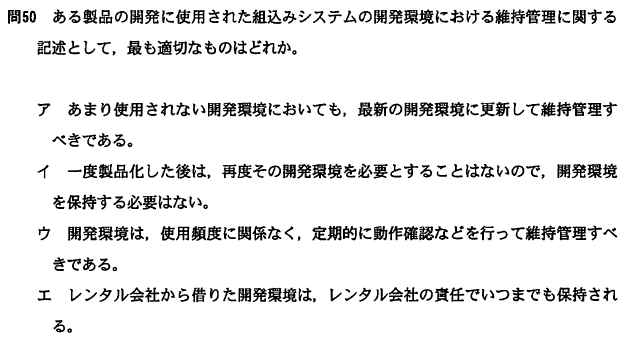 問50 ある製品の開発に使用された組込みシステムの開発環境における維持管理に関する
記述として，最も適切なものはどれか。
ア あまり使用されない開発環境においても，最新の開発環境に更新して維持管理す
べきである。
イ 一度製品化した後は，再度その開発環境を必要とすることはないので，開発環境
を保持する必要はない。
ウ 開発環境は，使用頻度に関係なく，定期的に動作確認などを行って維持管理すべ
きである。
エ レンタル会社から借りた開発環境は，レンタル会社の責任でいつまでも保持され
る。